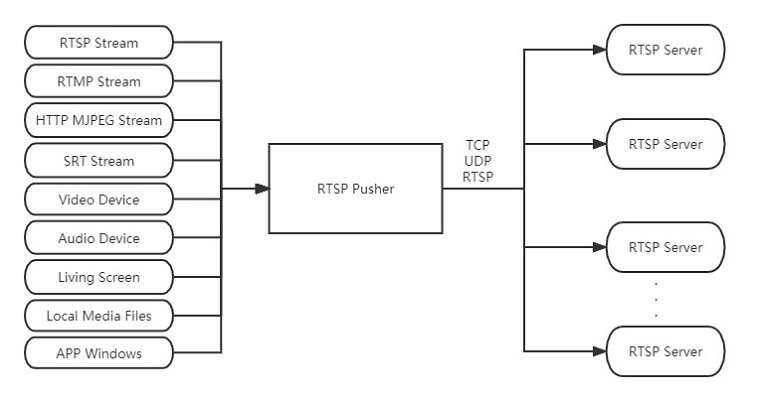 RTSP Stream
RTMP Stream
HTTP MJPEG Stream
SRT Stream
Video Device
Audio Device
Living Screen
Local Media Files
APP Windows
RTSP Pusher
TCP
UDP
RTSP
RTSP Server
RTSP Server
RTSP Server
RTSP Server